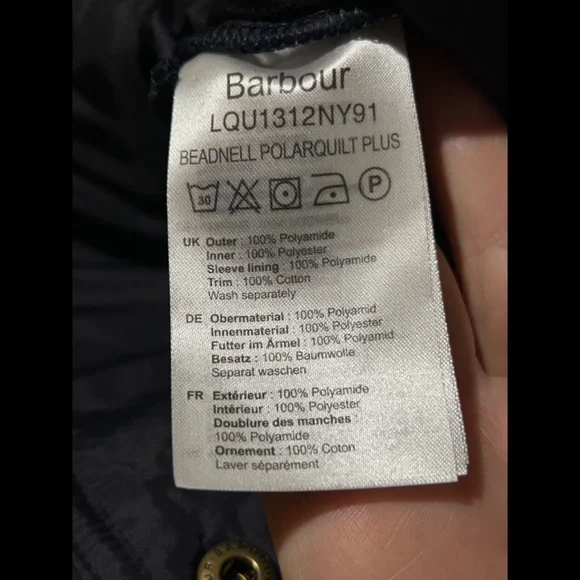 Barbour
LQU1312NY91
BEADNELL POLARQUILT PLUS
30
P
UK Outer : 100% Polyamide
Inner : 100% Polyester
Sleeve lining : 100% Polyamide
Trim : 100% Cotton
Wash separately
DE Obermaterial : 100% Polyamid
Innenmaterial : 100% Polyester
Futter im Ärmel : 100% Polyamid
Besatz : 100% Baumwolle
Separat waschen
FR Extérieur : 100% Polyamide
Intérieur : 100% Polyester
Doublure des manches :
100% Polyamide
Ornement : 100% Coton
Laver séparément